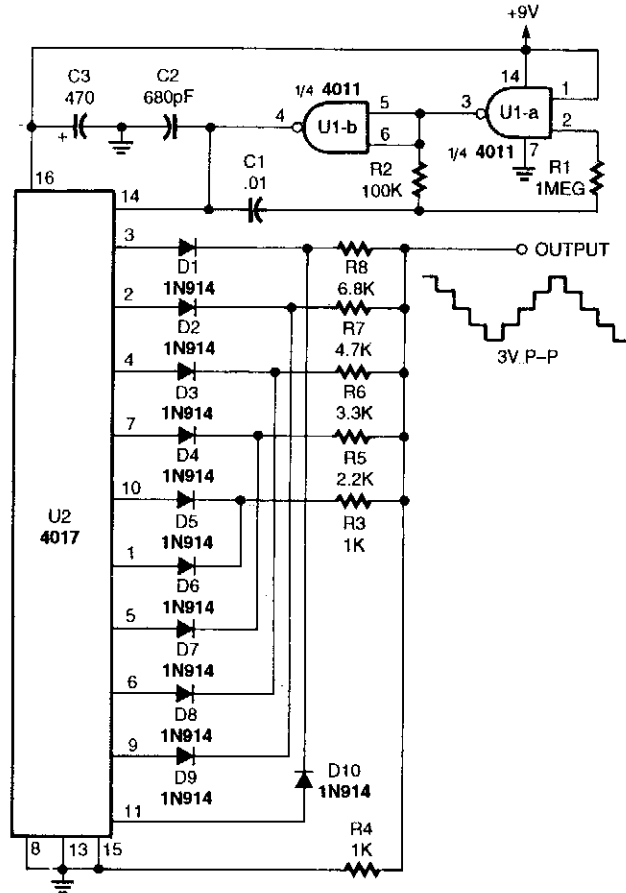 +9V
C3
470
C2
680pF
1/4 4011
4
U1-b
5
6
3
14
U1-a
1
2
1/4 4011
7
R1
1MEG
R2
100K
C1
.01
+
16
14
3
D1
1N914
R8
6.8K
OUTPUT
2
D2
1N914
R7
4.7K
3V P-P
4
D3
1N914
R6
3.3K
7
D4
1N914
R5
2.2K
10
D5
1N914
R3
1K
U2
4017
1
D6
1N914
5
D7
1N914
6
D8
1N914
9
D9
1N914
11
D10
1N914
8
13
15
R4
1K